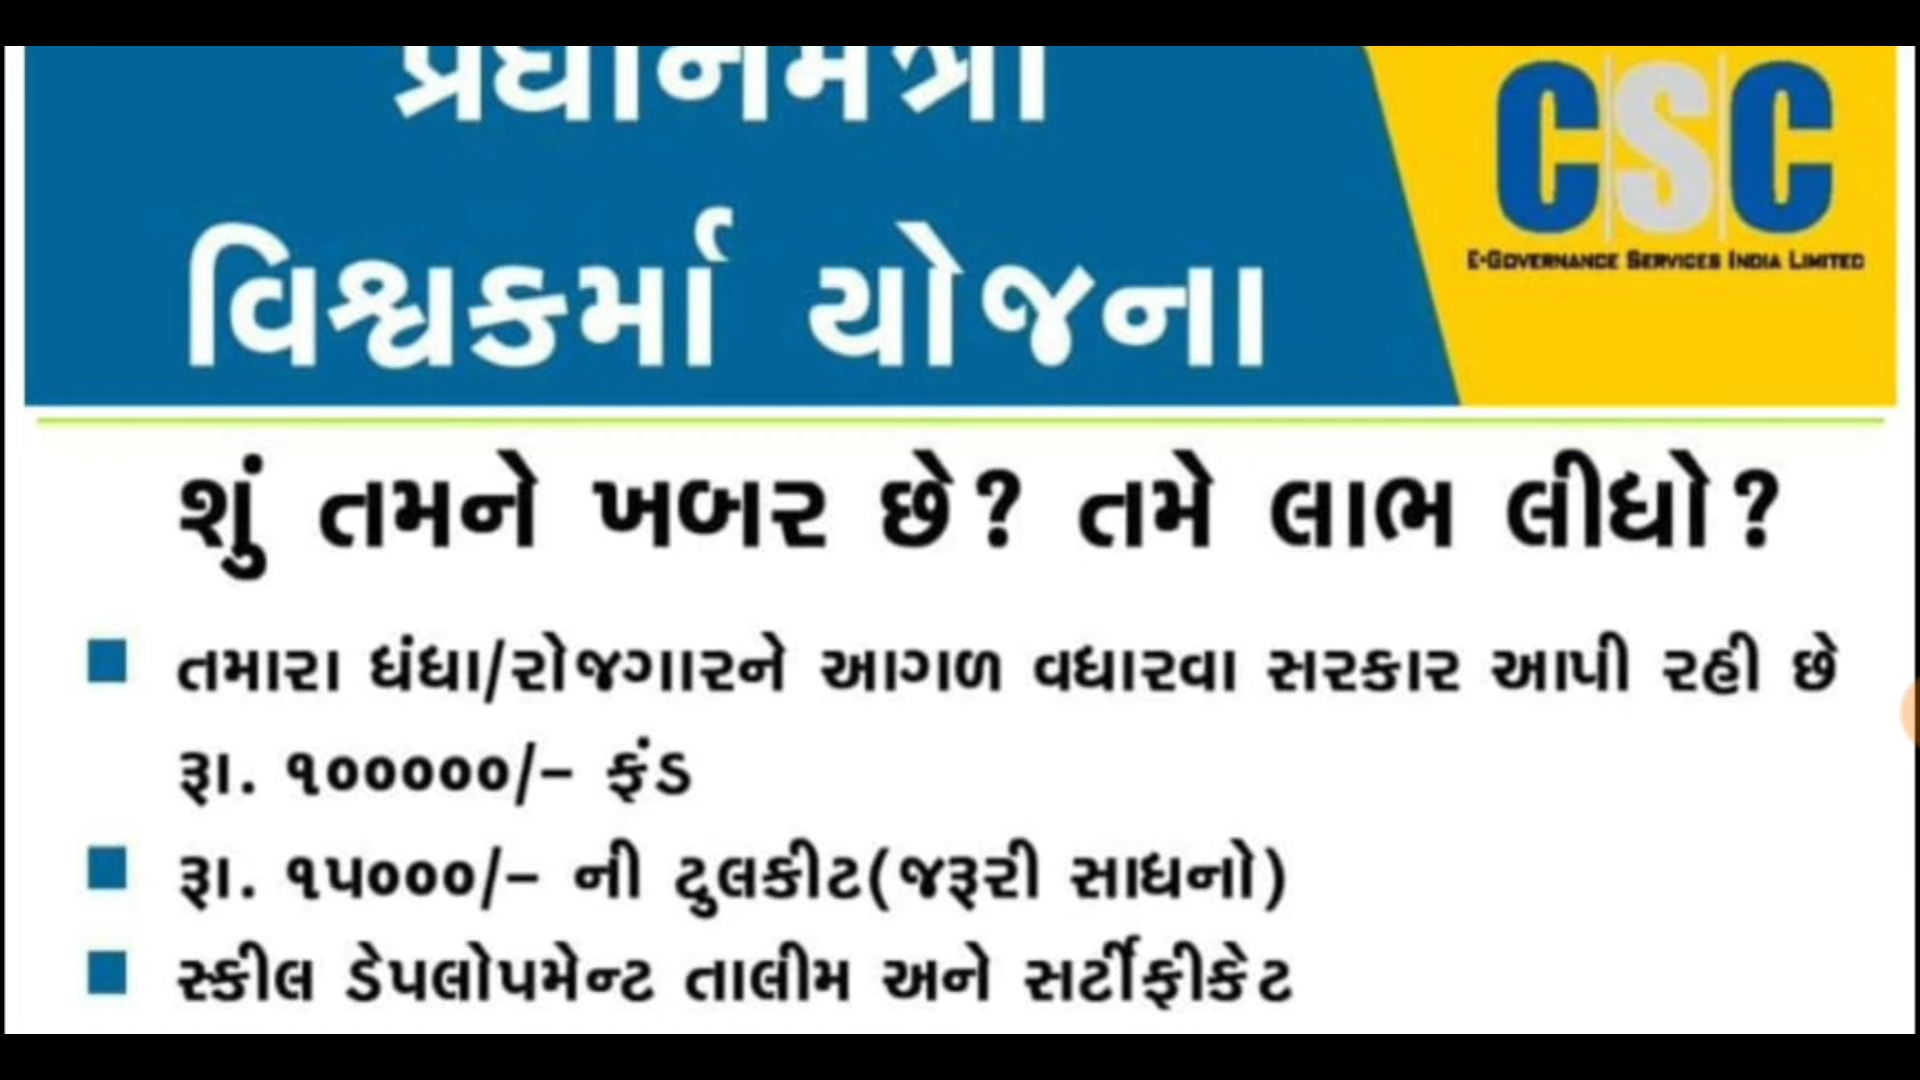 પ્રધાનમંત્રી
CSC
E-GOVERNANCE SERVICES INDIA LIMITED
વિશ્વકર્મા યોજના
શું તમને ખબર છે? તમે લાભ લીધો?
તમારા ધંધા/રોજગારને આગળ વધારવા સરકાર આપી રહી છે
રૂા. ૧૦૦૦૦૦/- ફંડ
રૂા. ૧૫૦૦૦/- ની ટુલકીટ(જરૂરી સાધનો)
સ્કીલ ડેપલોપમેન્ટ તાલીમ અને સર્ટીફીકેટ